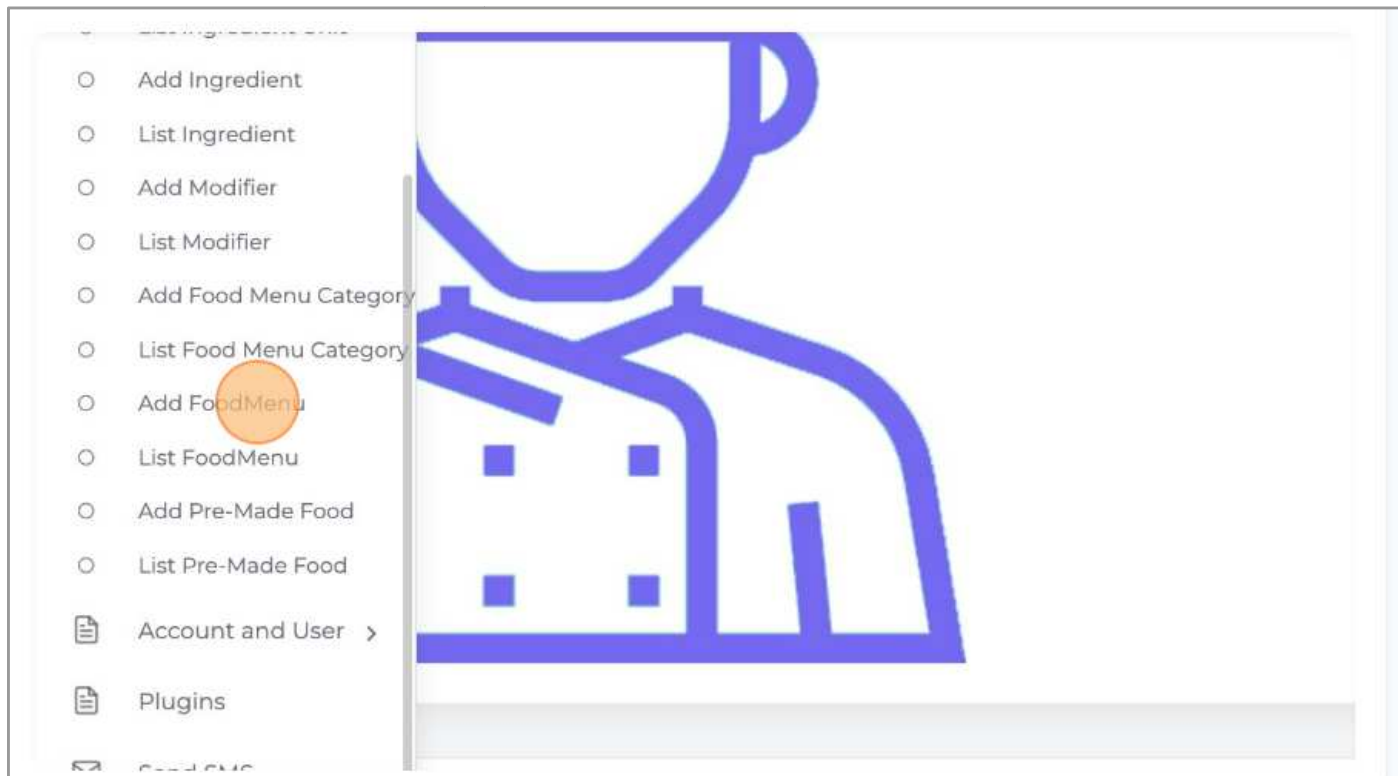 Add Ingredient
List Ingredient
Add Modifier
List Modifier
Add Food Menu Category
List Food Menu Category
Add FoodMenu
List FoodMenu
Add Pre-Made Food
List Pre-Made Food
Account and User
Plugins